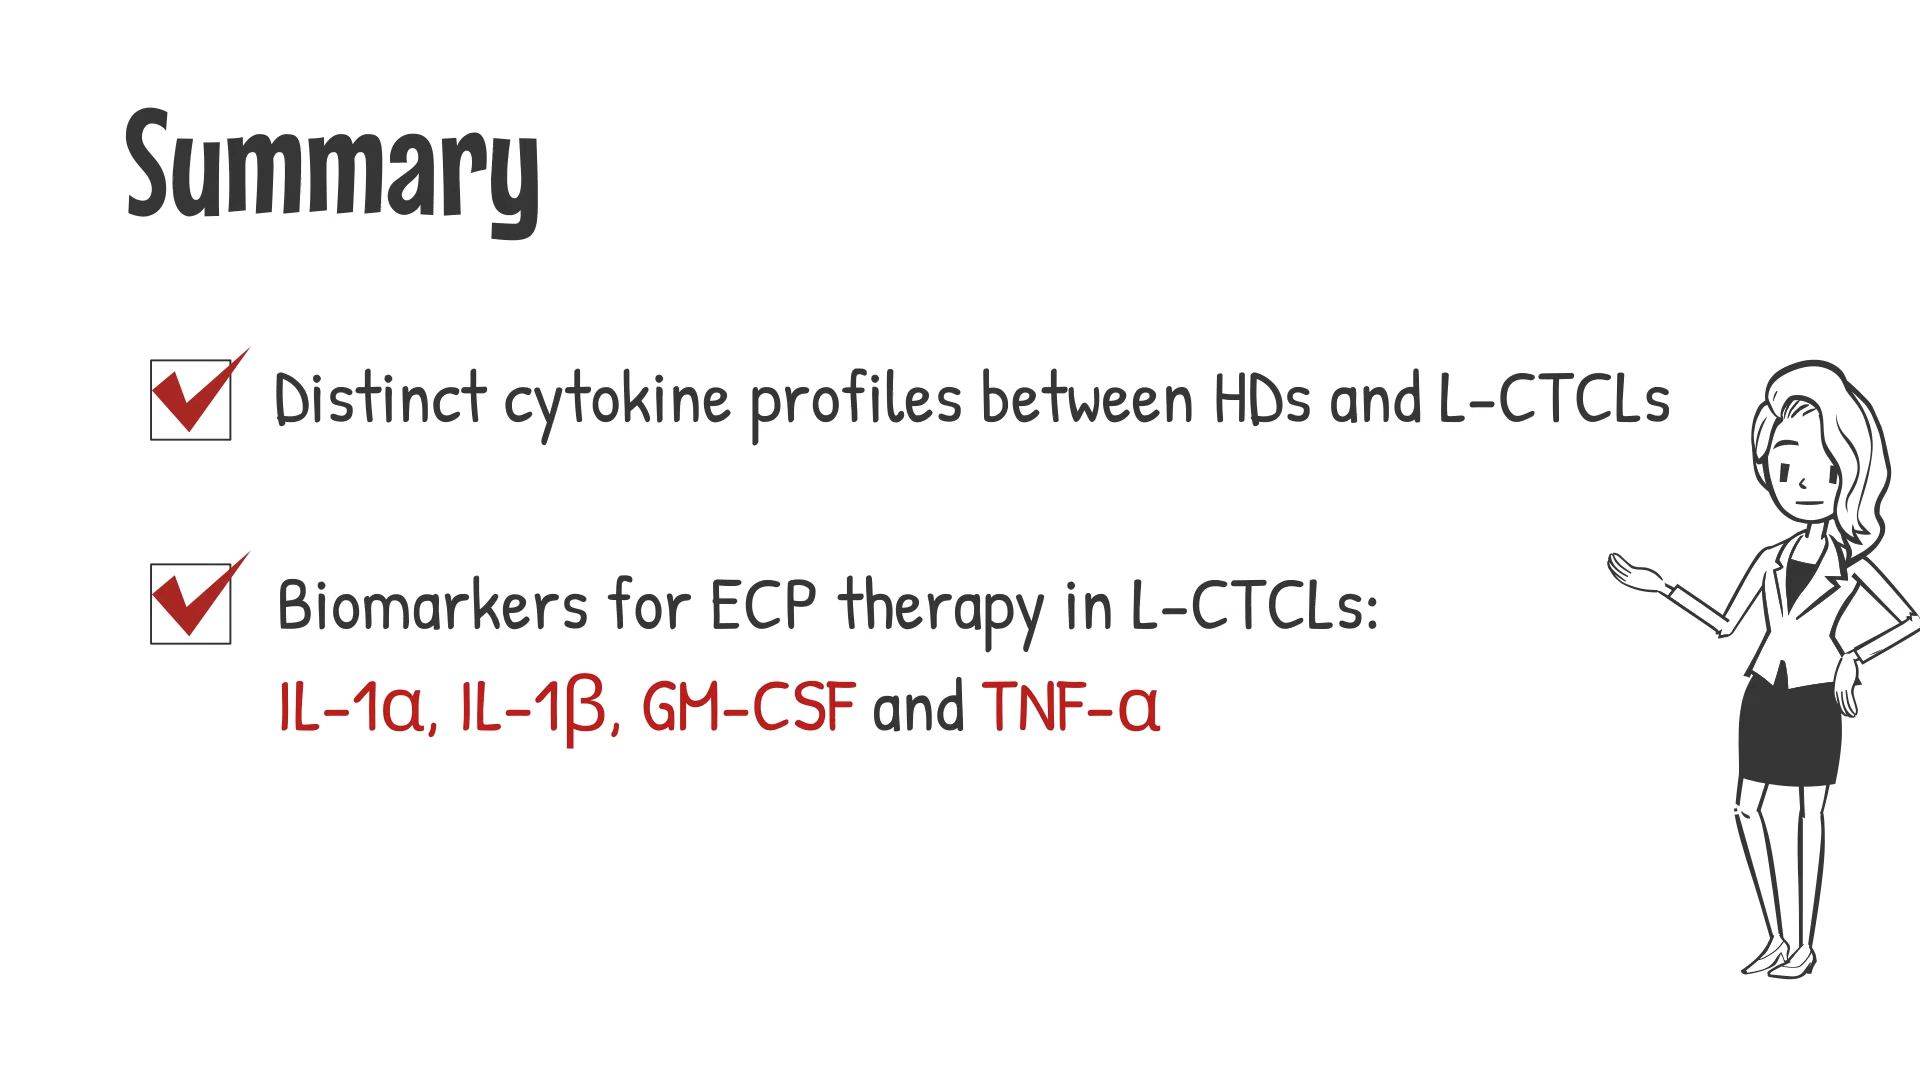 Summary
Distinct cytokine profiles between HDs and L-CTCLs
Biomarkers for ECP therapy in L-CTCLs:
IL-1α, IL-1β, GM-CSF and TNF-α